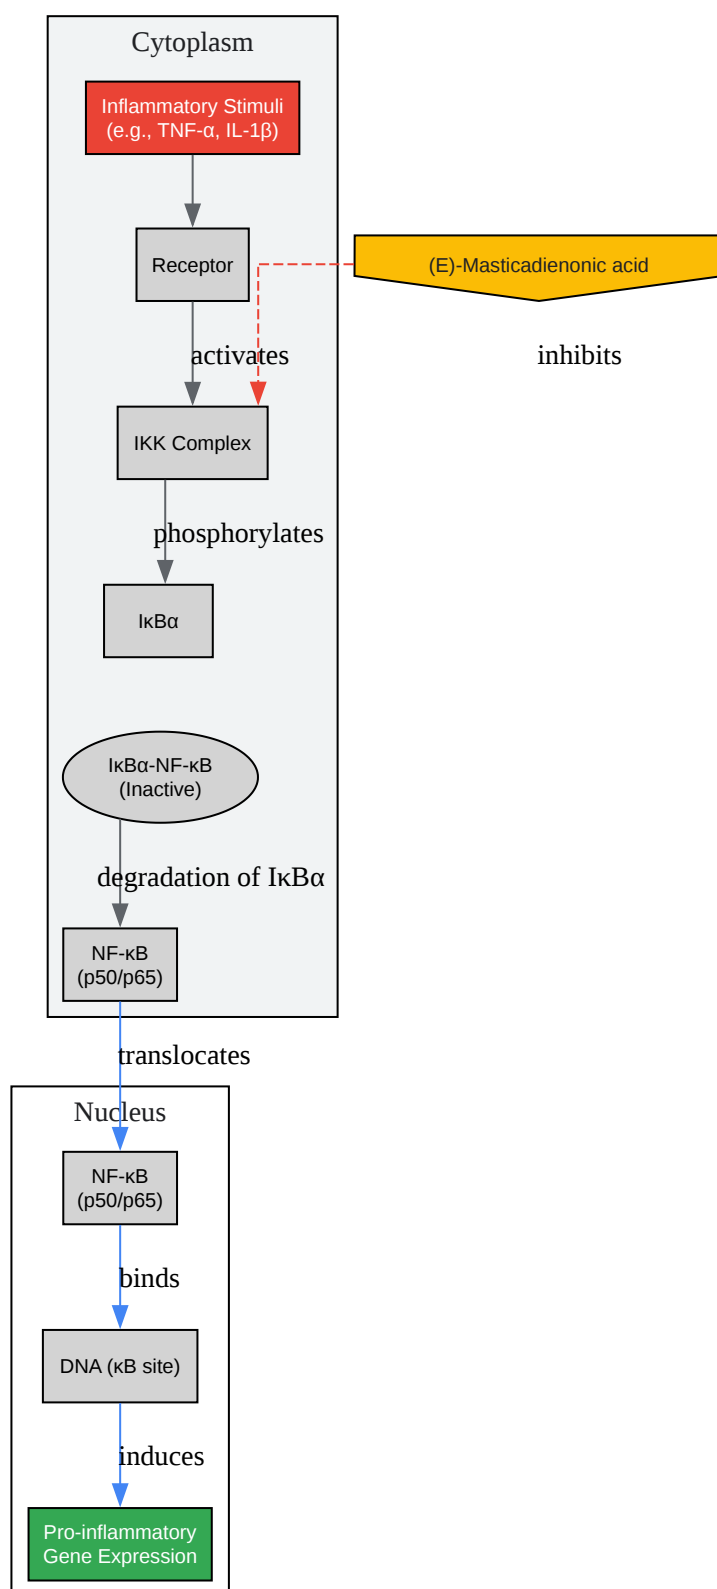 Cytoplasm
Inflammatory Stimuli
(e.g., TNF-α, IL-1β)
Receptor
(E)-Masticadienonic acid
activates
inhibits
IKK Complex
phosphorylates
IκBα
IκBα-NF-κB
(Inactive)
degradation of IκBα
NF-κB
(p50/p65)
translocates
Nucleus
NF-κB
(p50/p65)
binds
DNA (κB site)
induces
Pro-inflammatory
Gene Expression